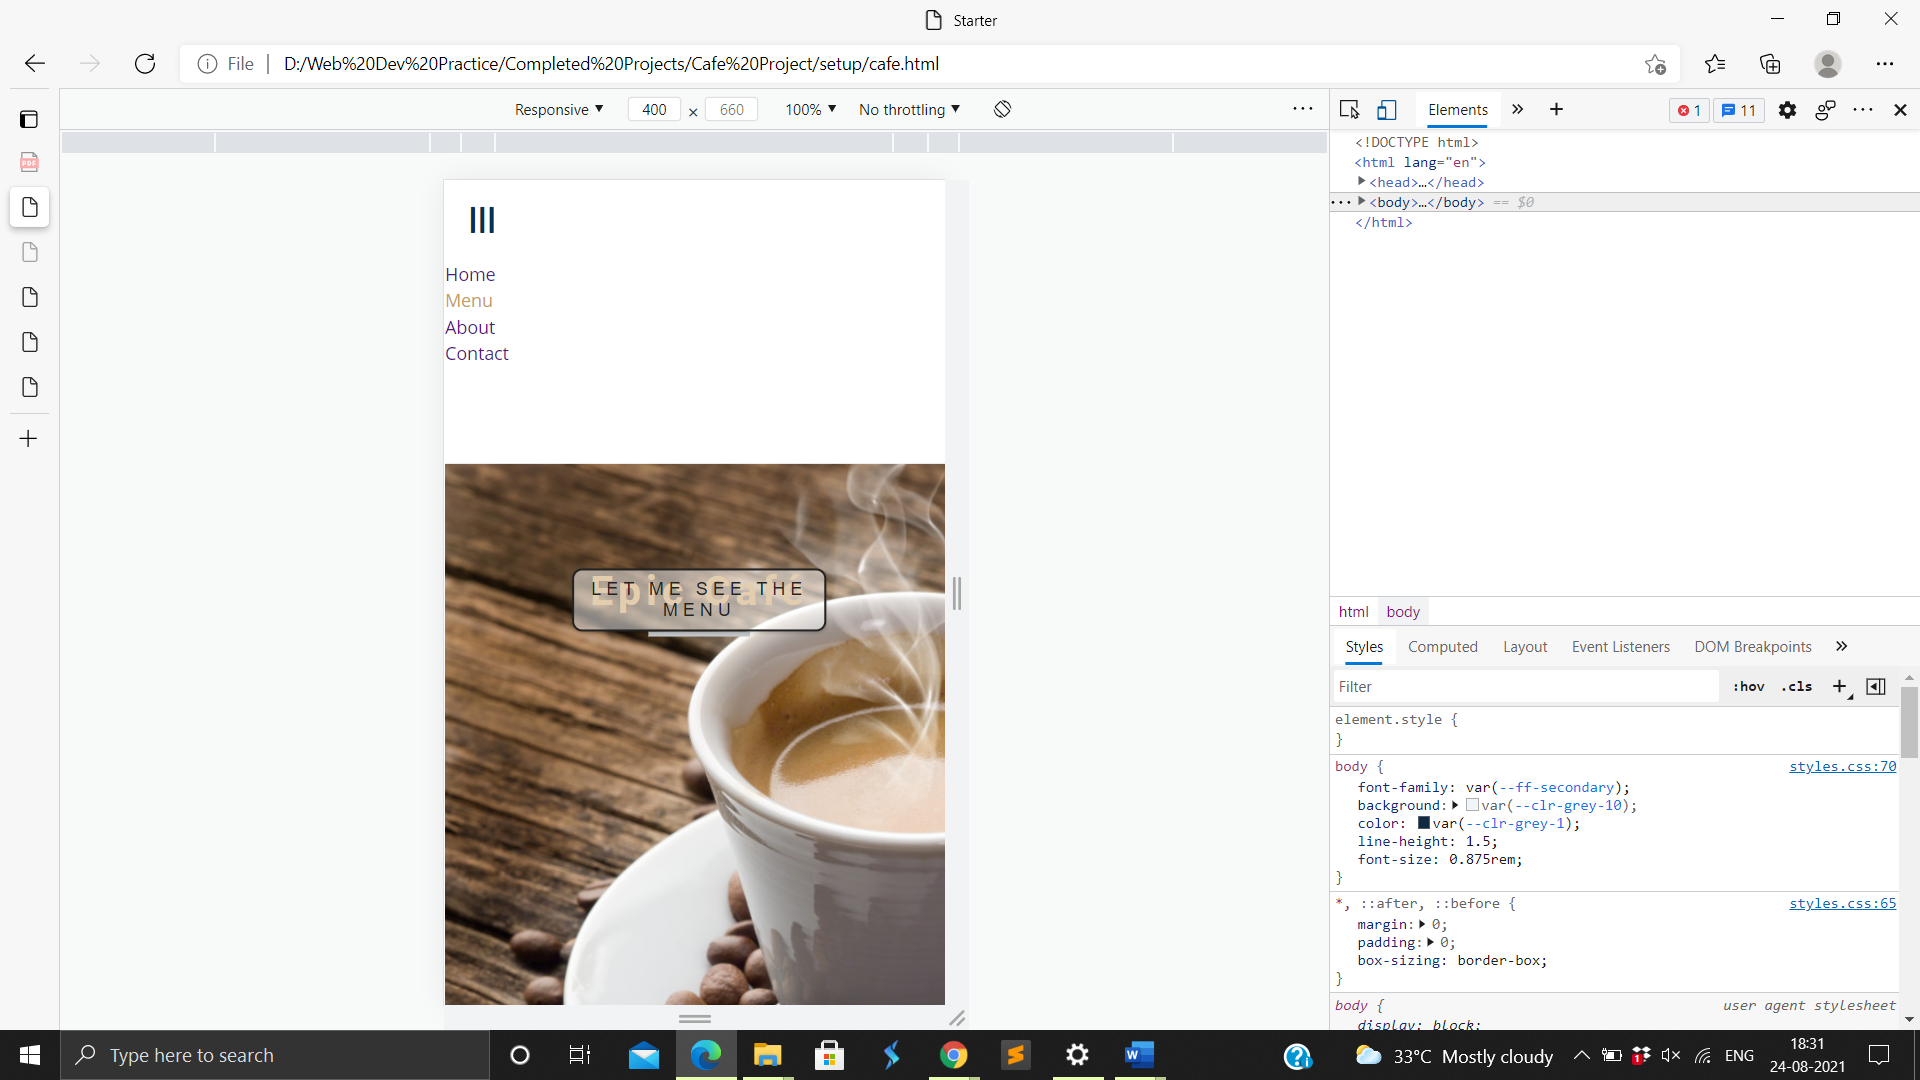 Starter
File
D:/Web%20Dev%20Practice/Completed%20Projects/Cafe%20Project/setup/cafe.html
Responsive ▼ 400 × 660 100% ▼ No throttling ▼
Elements
1
11
<!DOCTYPE html>
<html lang="en">
<head>…</head>
<body>…</body> == $0
</html>
Home
Menu
About
Contact
Epic Café
LET ME SEE THE
MENU
html body
Styles Computed Layout Event Listeners DOM Breakpoints
Filter :hov .cls
element.style {
}
body { styles.css:70
font-family: var(--ff-secondary);
background: var(--clr-grey-10);
color: var(--clr-grey-1);
line-height: 1.5;
font-size: 0.875rem;
}
*, ::after, ::before { styles.css:65
margin: 0;
padding: 0;
box-sizing: border-box;
}
body { user agent stylesheet
display: block;
Type here to search
33°C Mostly cloudy
ENG
18:31
24-08-2021